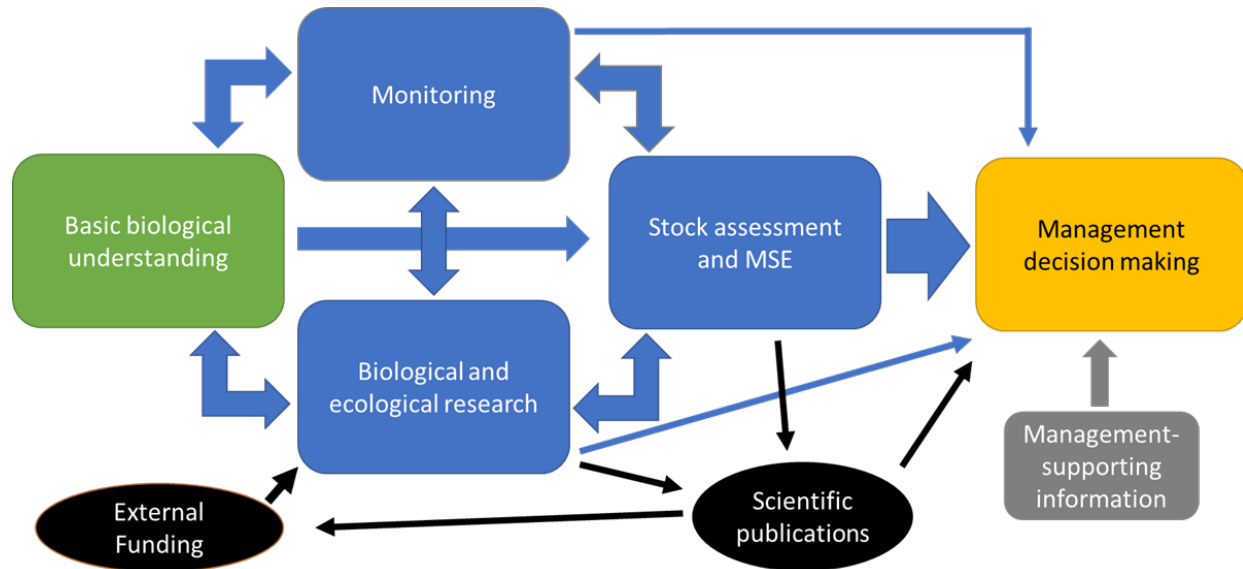 Monitoring
Basic biological
understanding
Stock assessment
and MSE
Management
decision making
Biological and
ecological research
Management-
supporting
information
External
Funding
Scientific
publications